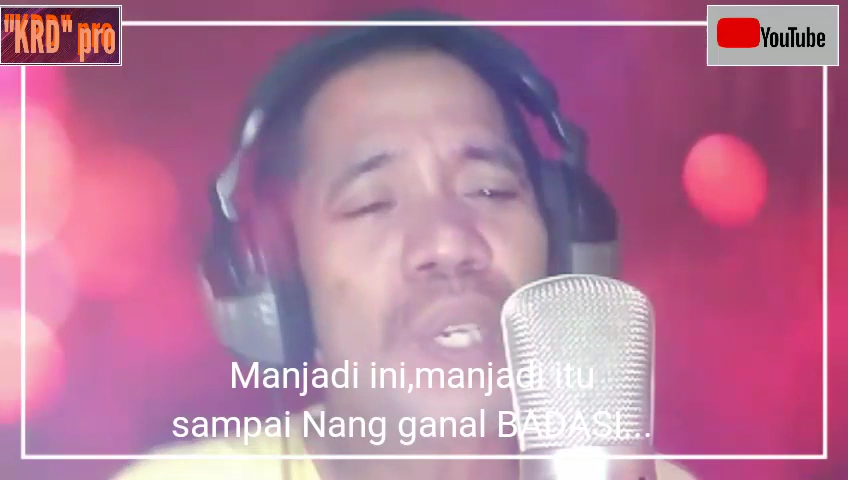 "KRD" pro
YouTube
Manjadi ini,manjadi itu
sampai Nang ganal BADASI...